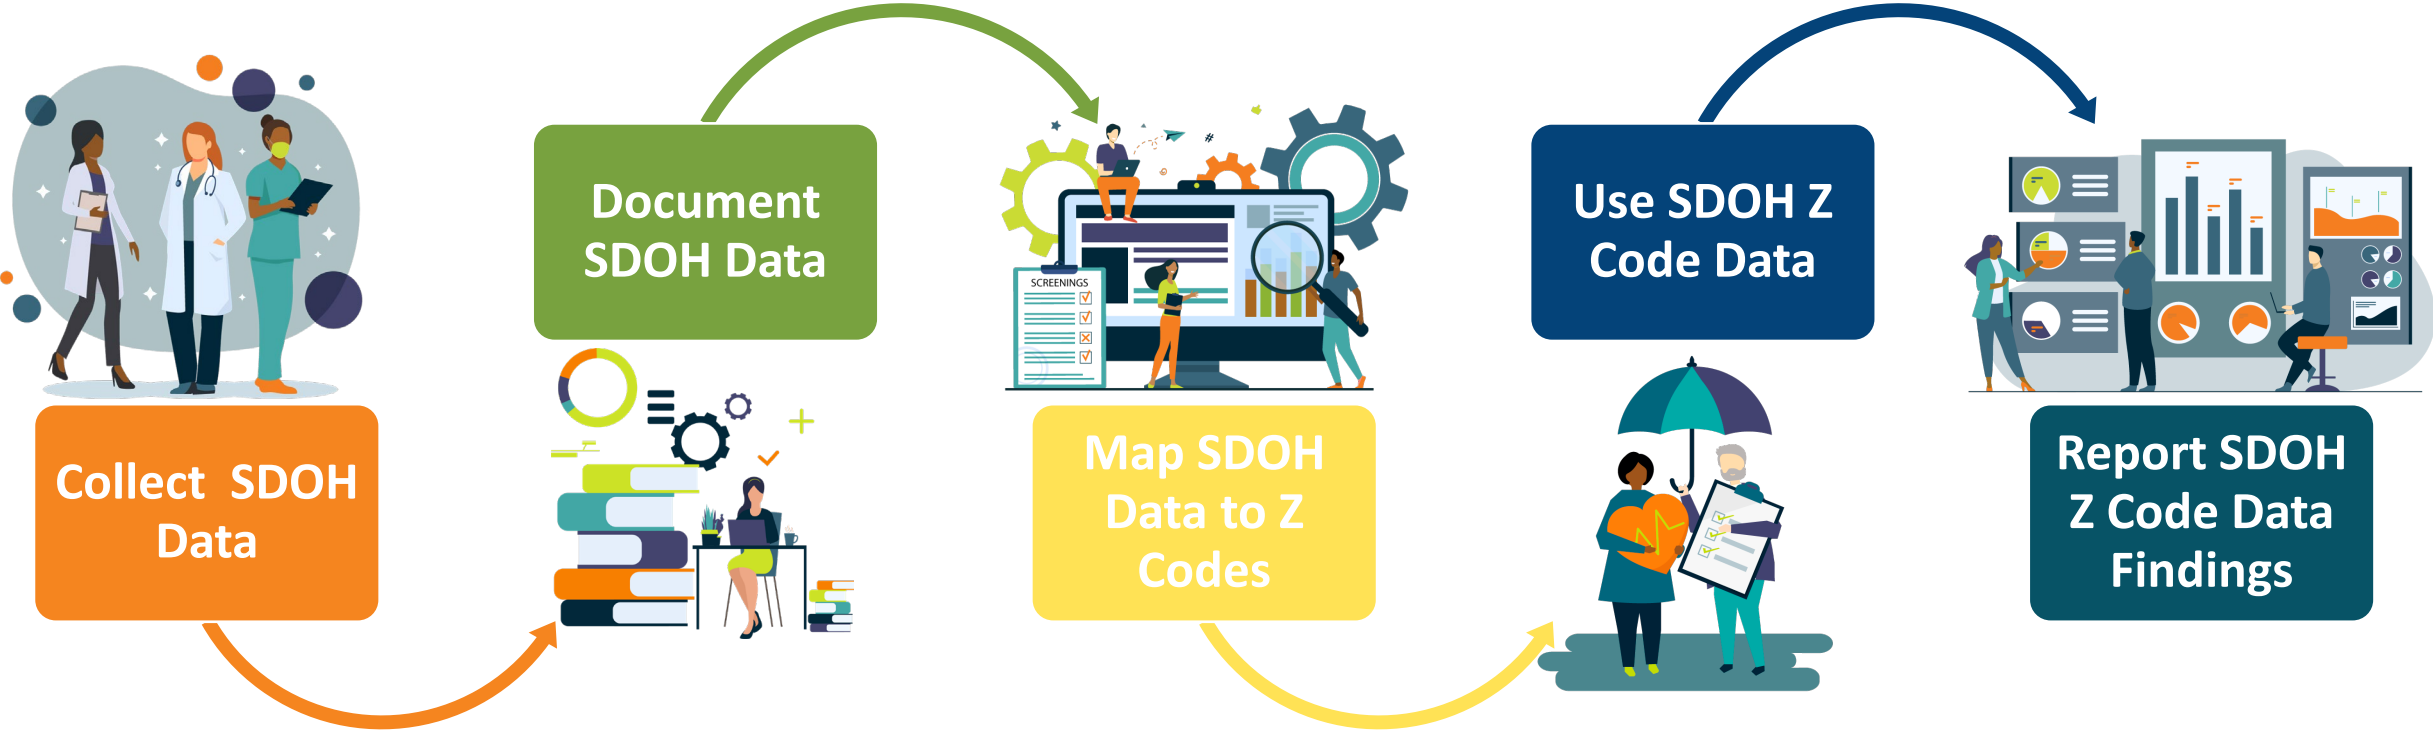 Collect SDOH
Data
Document
SDOH Data
SCREENINGS
#
Map SDOH
Data to Z
Codes
Use SDOH Z
Code Data
Report SDOH
Z Code Data
Findings